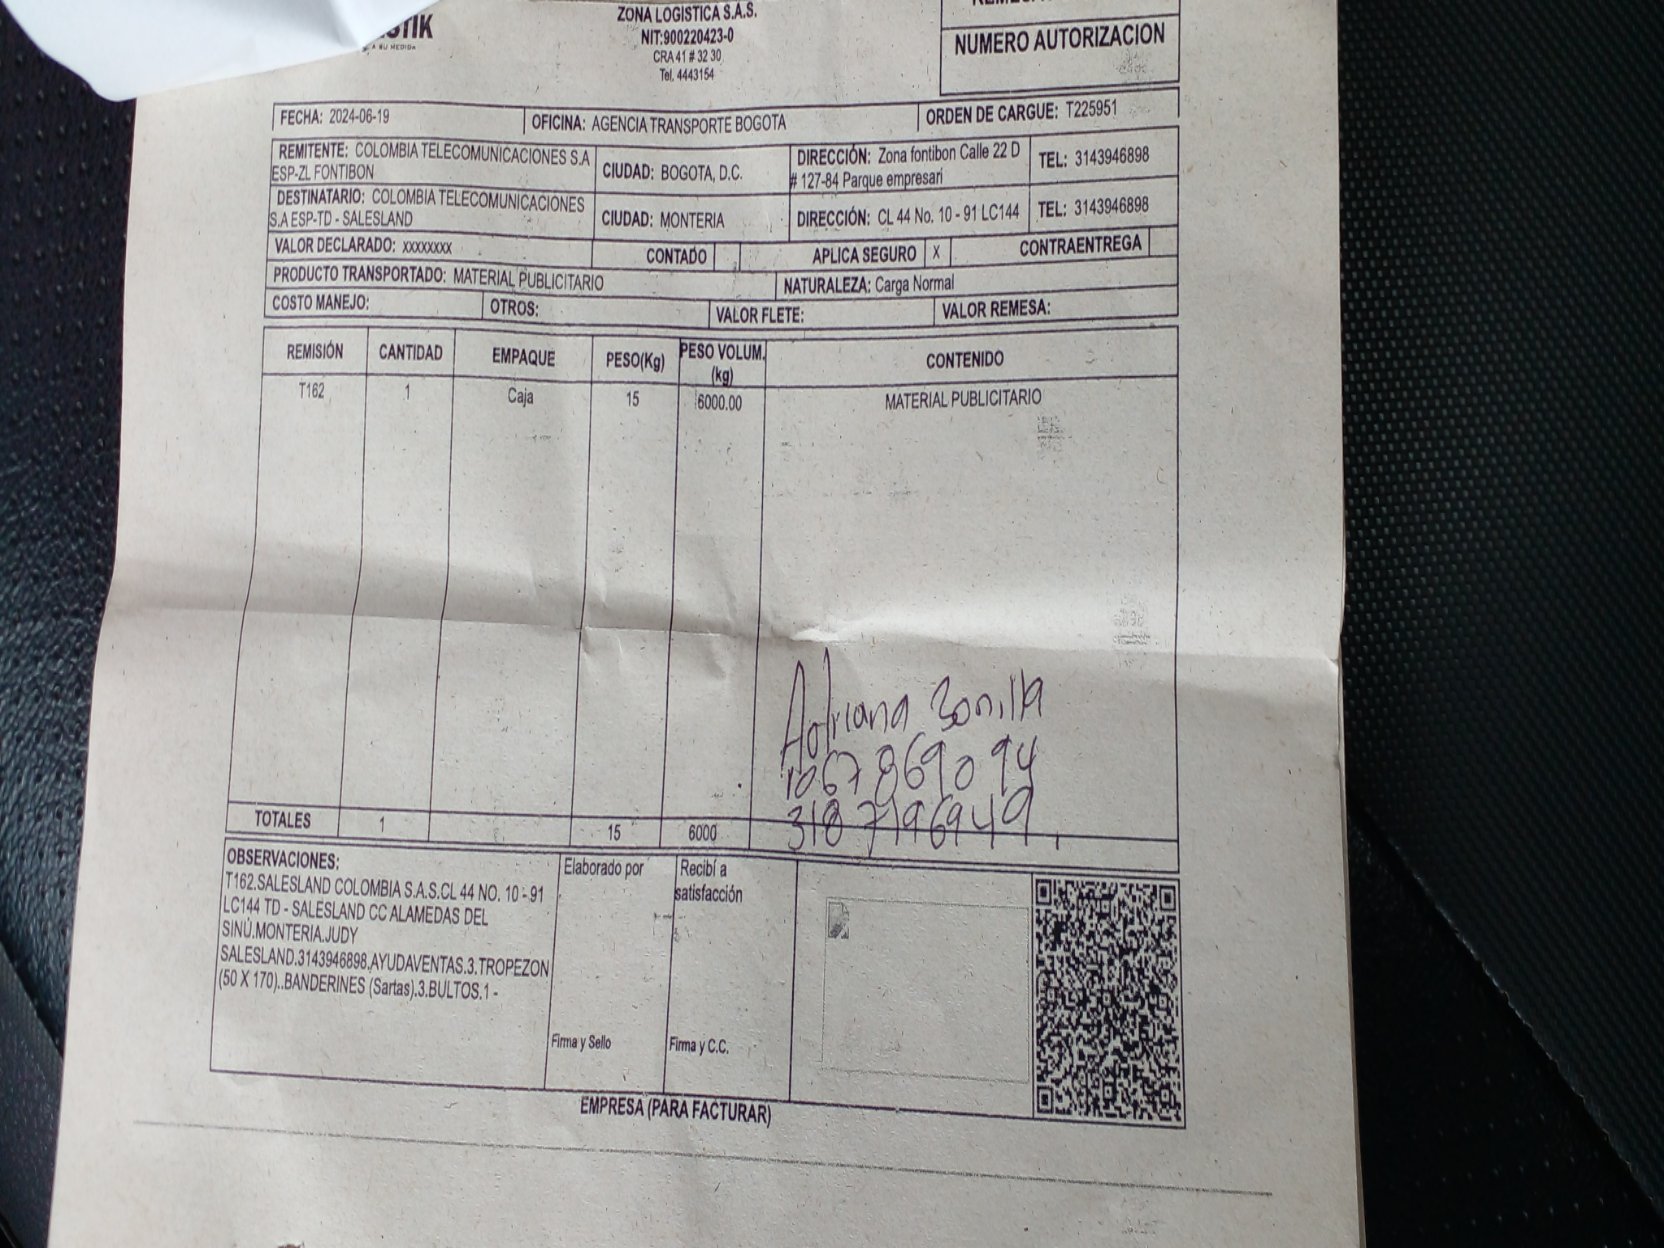 A SU MEDIDA
ZONA LOGISTICA S.A.S.
NIT:900220423-0
CRA 41 # 32 30
Tel. 4443154
NUMERO AUTORIZACION
FECHA: 2024-06-19 OFICINA: AGENCIA TRANSPORTE BOGOTA ORDEN DE CARGUE: T225951
REMITENTE: COLOMBIA TELECOMUNICACIONES S.A
ESP-ZL FONTIBON
CIUDAD: BOGOTA, D.C.
DIRECCIÓN: Zona fontibon Calle 22 D
# 127-84 Parque empresari
TEL: 3143946898
DESTINATARIO: COLOMBIA TELECOMUNICACIONES
S.A ESP-TD - SALESLAND
CIUDAD: MONTERIA
DIRECCIÓN: CL 44 No. 10 - 91 LC144
TEL: 3143946898
VALOR DECLARADO: xxxxxxxx CONTADO APLICA SEGURO X CONTRAENTREGA
PRODUCTO TRANSPORTADO: MATERIAL PUBLICITARIO NATURALEZA: Carga Normal
COSTO MANEJO: OTROS: VALOR FLETE: VALOR REMESA:
REMISIÓN CANTIDAD EMPAQUE PESO(Kg) PESO VOLUM. (kg) CONTENIDO
T162 1 Caja 15 6000.00 MATERIAL PUBLICITARIO
Adriana Bonilla
1067869094
3187196949.
TOTALES 1 15 6000
OBSERVACIONES:
T162.SALESLAND COLOMBIA S.A.S.CL 44 NO. 10 - 91
LC144 TD - SALESLAND CC ALAMEDAS DEL
SINÚ.MONTERIA.JUDY
SALESLAND.3143946898,AYUDAVENTAS.3.TROPEZON
(50 X 170)..BANDERINES (Sartas).3.BULTOS.1 -
Elaborado por
Firma y Sello
Recibí a
satisfacción
Firma y C.C.
EMPRESA (PARA FACTURAR)